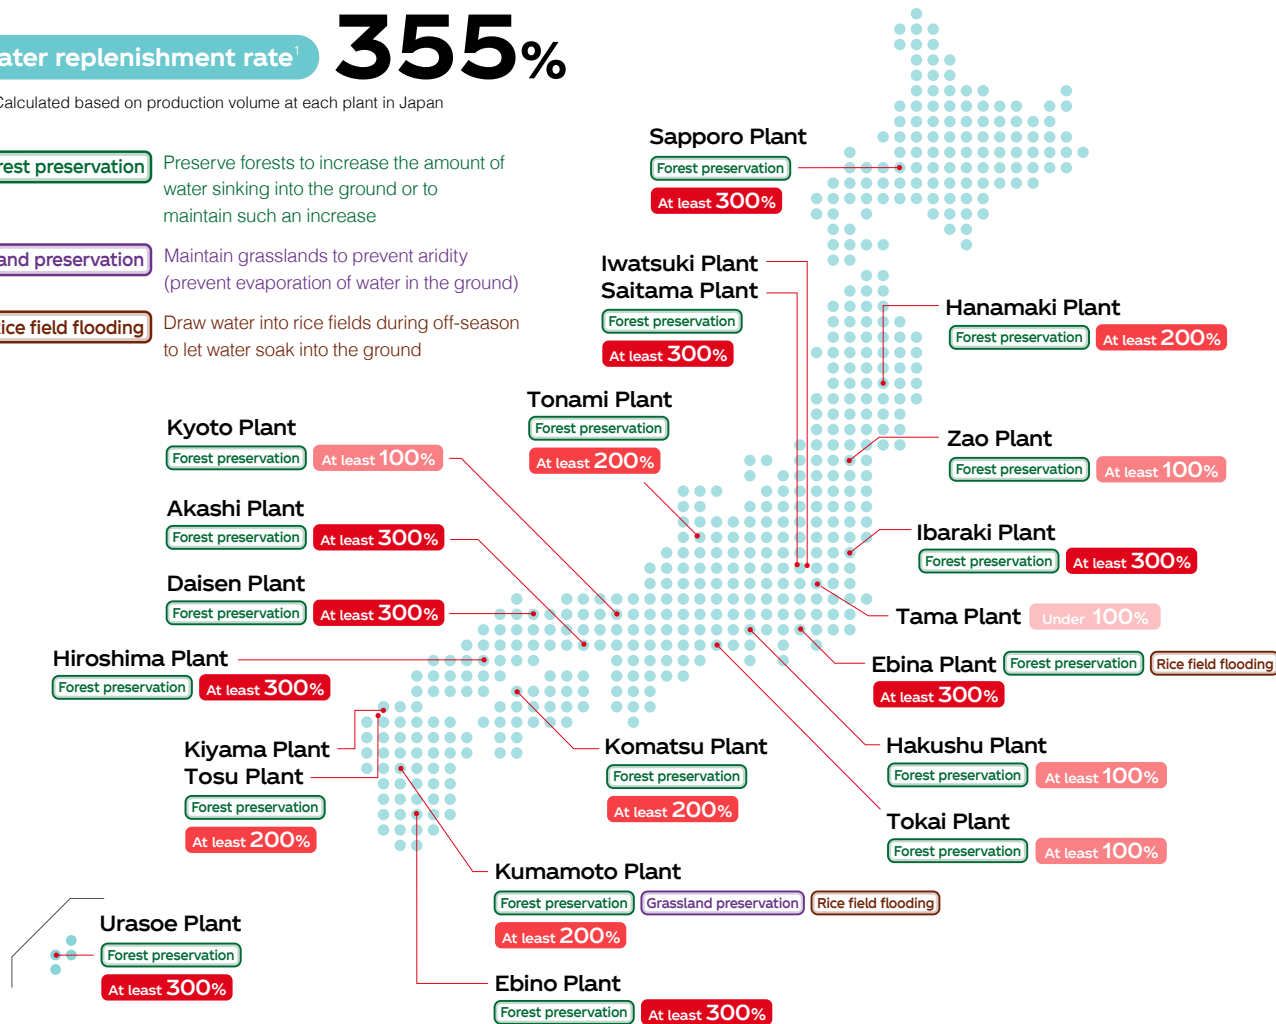 ater replenishment rate1
355%
Calculated based on production volume at each plant in Japan
rest preservation
Preserve forests to increase the amount of
water sinking into the ground or to
maintain such an increase
and preservation
Maintain grasslands to prevent aridity
(prevent evaporation of water in the ground)
ice field flooding
Draw water into rice fields during off-season
to let water soak into the ground
Sapporo Plant
Forest preservation
At least 300%
Iwatsuki Plant
Saitama Plant
Forest preservation
At least 300%
Hanamaki Plant
Forest preservation At least 200%
Tonami Plant
Forest preservation
At least 200%
Kyoto Plant
Forest preservation At least 100%
Zao Plant
Forest preservation At least 100%
Akashi Plant
Forest preservation At least 300%
Ibaraki Plant
Forest preservation At least 300%
Daisen Plant
Forest preservation At least 300%
Tama Plant Under 100%
Hiroshima Plant
Forest preservation At least 300%
Ebina Plant Forest preservation Rice field flooding
At least 300%
Kiyama Plant
Tosu Plant
Forest preservation
At least 200%
Komatsu Plant
Forest preservation
At least 200%
Hakushu Plant
Forest preservation At least 100%
Tokai Plant
Forest preservation At least 100%
Kumamoto Plant
Forest preservation Grassland preservation Rice field flooding
At least 200%
Urasoe Plant
Forest preservation
At least 300%
Ebino Plant
Forest preservation At least 300%